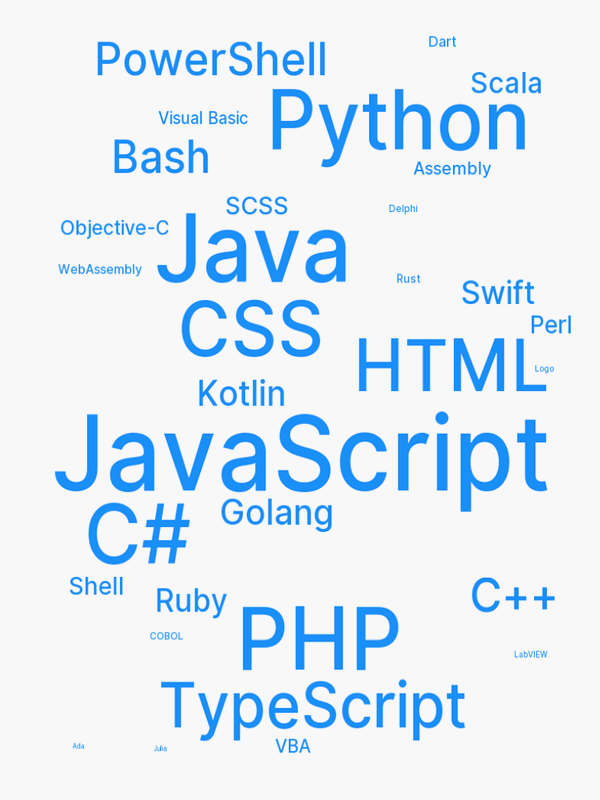 Dart
PowerShell
Scala
Python
Visual Basic
Bash
Assembly
SCSS
Delphi
Objective-C
Java
WebAssembly
Rust
Swift
Perl
CSS
HTML
Logo
Kotlin
JavaScript
Golang
C#
Shell
Ruby
C++
COBOL
PHP
LabVIEW
TypeScript
Ada
Julia
VBA